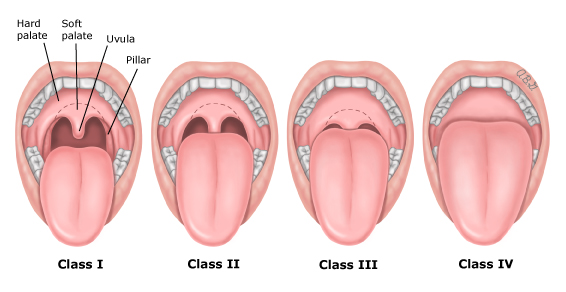 Hard
palate
Soft
palate
Uvula
Pillar
Class I
Class II
Class III
Class IV